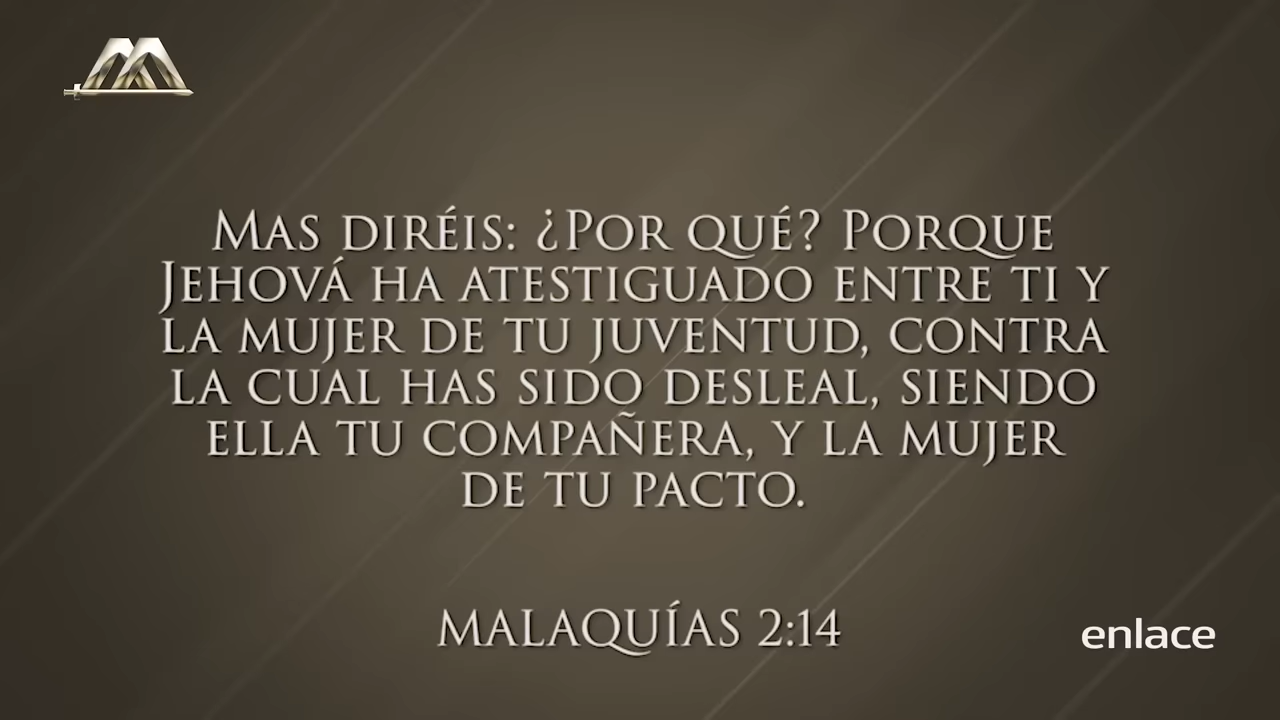 Mas diréis: ¿Por qué? Porque
Jehová ha atestiguado entre ti y
la mujer de tu juventud, contra
la cual has sido desleal, siendo
ella tu compañera, y la mujer
de tu pacto.
MALAQUÍAS 2:14
enlace